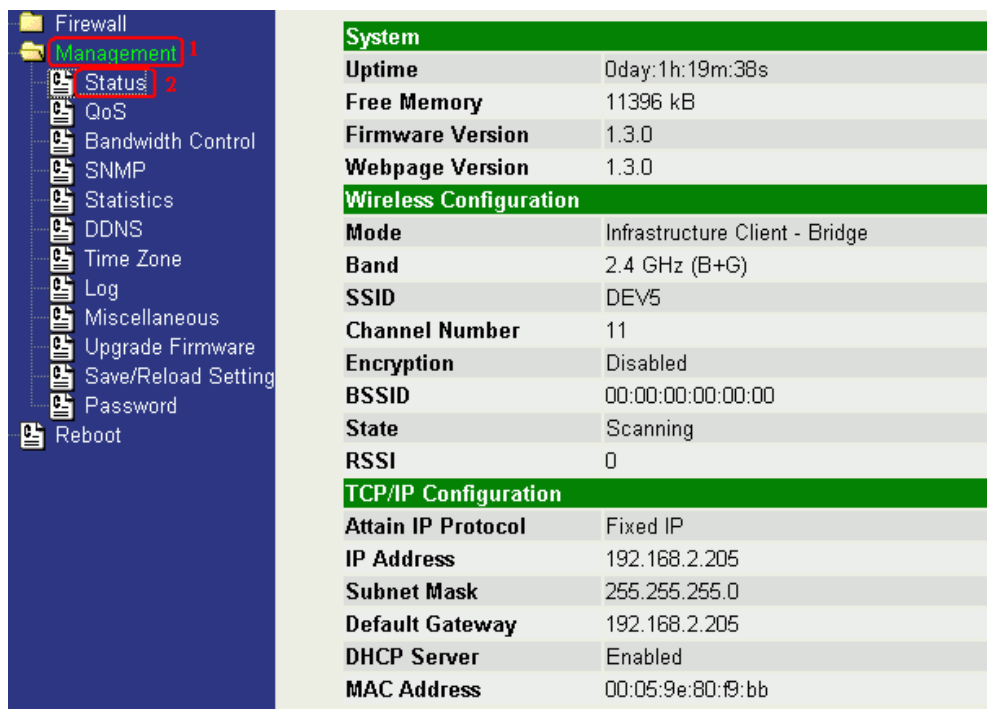 Firewall
Management 1
Status 2
QoS
Bandwidth Control
SNMP
Statistics
DDNS
Time Zone
Log
Miscellaneous
Upgrade Firmware
Save/Reload Setting
Password
Reboot
System
Uptime 0day:1h:19m:38s
Free Memory 11396 kB
Firmware Version 1.3.0
Webpage Version 1.3.0
Wireless Configuration
Mode Infrastructure Client - Bridge
Band 2.4 GHz (B+G)
SSID DEV5
Channel Number 11
Encryption Disabled
BSSID 00:00:00:00:00:00
State Scanning
RSSI 0
TCP/IP Configuration
Attain IP Protocol Fixed IP
IP Address 192.168.2.205
Subnet Mask 255.255.255.0
Default Gateway 192.168.2.205
DHCP Server Enabled
MAC Address 00:05:9e:80:f9:bb